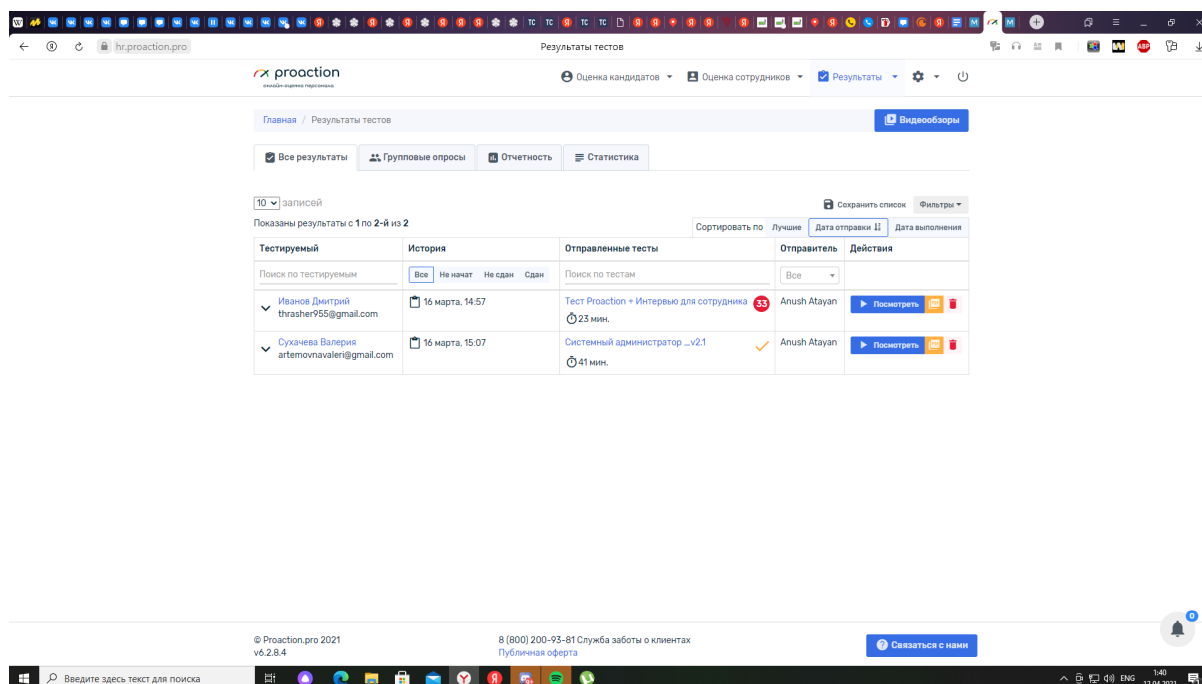 hr.proaction.pro
Результаты тестов
proaction
онлайн-оценка персонала
Оценка кандидатов
Оценка сотрудников
Результаты
Главная / Результаты тестов
Видеообзоры
Все результаты
Групповые опросы
Отчетность
Статистика
10 записей
Сохранить список
Фильтры
Показаны результаты с 1 по 2-й из 2
Сортировать по Лучшие Дата отправки Дата выполнения
Тестируемый История Отправленные тесты Отправитель Действия
Поиск по тестируемым Все Не начат Не сдан Сдан Поиск по тестам Все
Иванов Дмитрий 16 марта, 14:57 Тест Proaction + Интервью для сотрудника 33 Anush Atayan Посмотреть
thrasher955@gmail.com
23 мин.
Сухачева Валерия 16 марта, 15:07 Системный администратор _v2.1 Anush Atayan Посмотреть
artemovnavaleri@gmail.com
41 мин.
0
© Proaction.pro 2021 8 (800) 200-93-81 Служба заботы о клиентах
v6.2.8.4 Публичная оферта
Связаться с нами
Введите здесь текст для поиска
ENG
1:40
12.04.2021